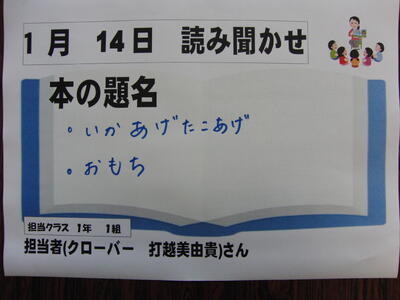 1月 14日 読み聞かせ
本の題名
・いかあげたこあげ
・おもち
担当クラス 1年 1組
担当者(クローバー 打越美由貴)さん